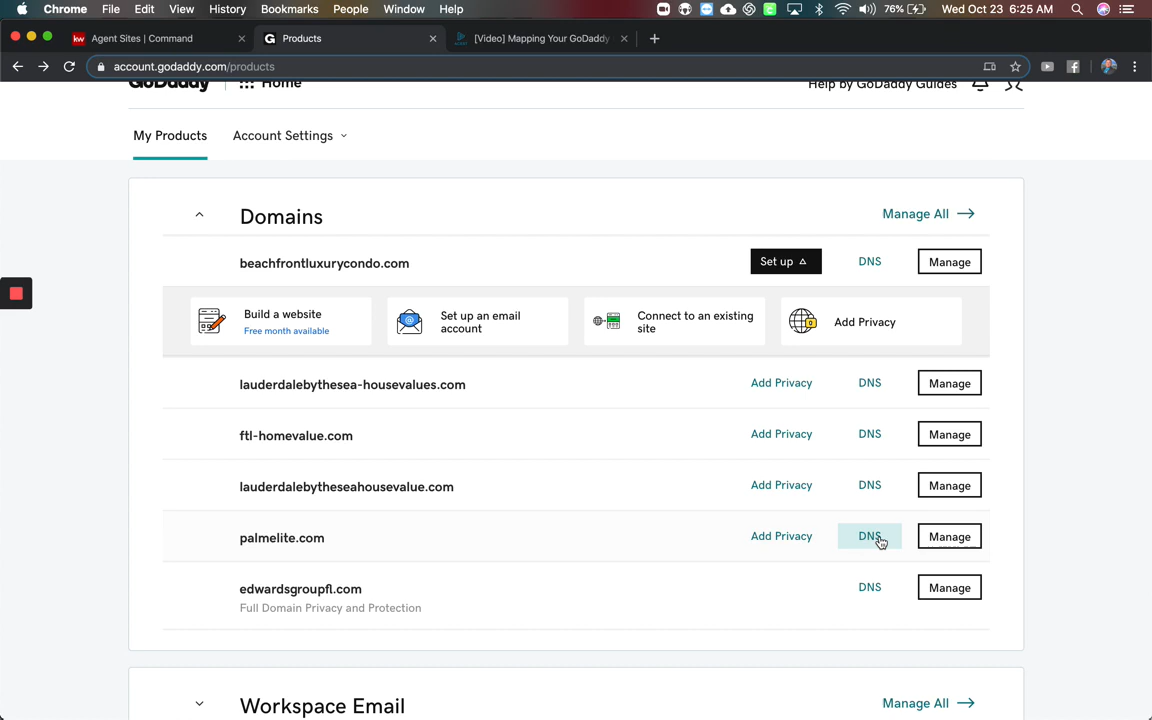 Chrome File Edit View History Bookmarks People Window Help 76% Wed Oct 23 6:25 AM
kw Agent Sites | Command Products [Video] Mapping Your GoDaddy
account.godaddy.com/products
GoDaddy Home Help by GoDaddy Guides
My Products Account Settings
Domains Manage All
beachfrontluxurycondo.com Set up DNS Manage
Build a website
Free month available
Set up an email
account
Connect to an existing
site
Add Privacy
lauderdalebythesea-housevalues.com Add Privacy DNS Manage
ftl-homevalue.com Add Privacy DNS Manage
lauderdalebytheseahousevalue.com Add Privacy DNS Manage
palmelite.com Add Privacy DNS Manage
edwardsgroupfl.com DNS Manage
Full Domain Privacy and Protection
Workspace Email Manage All